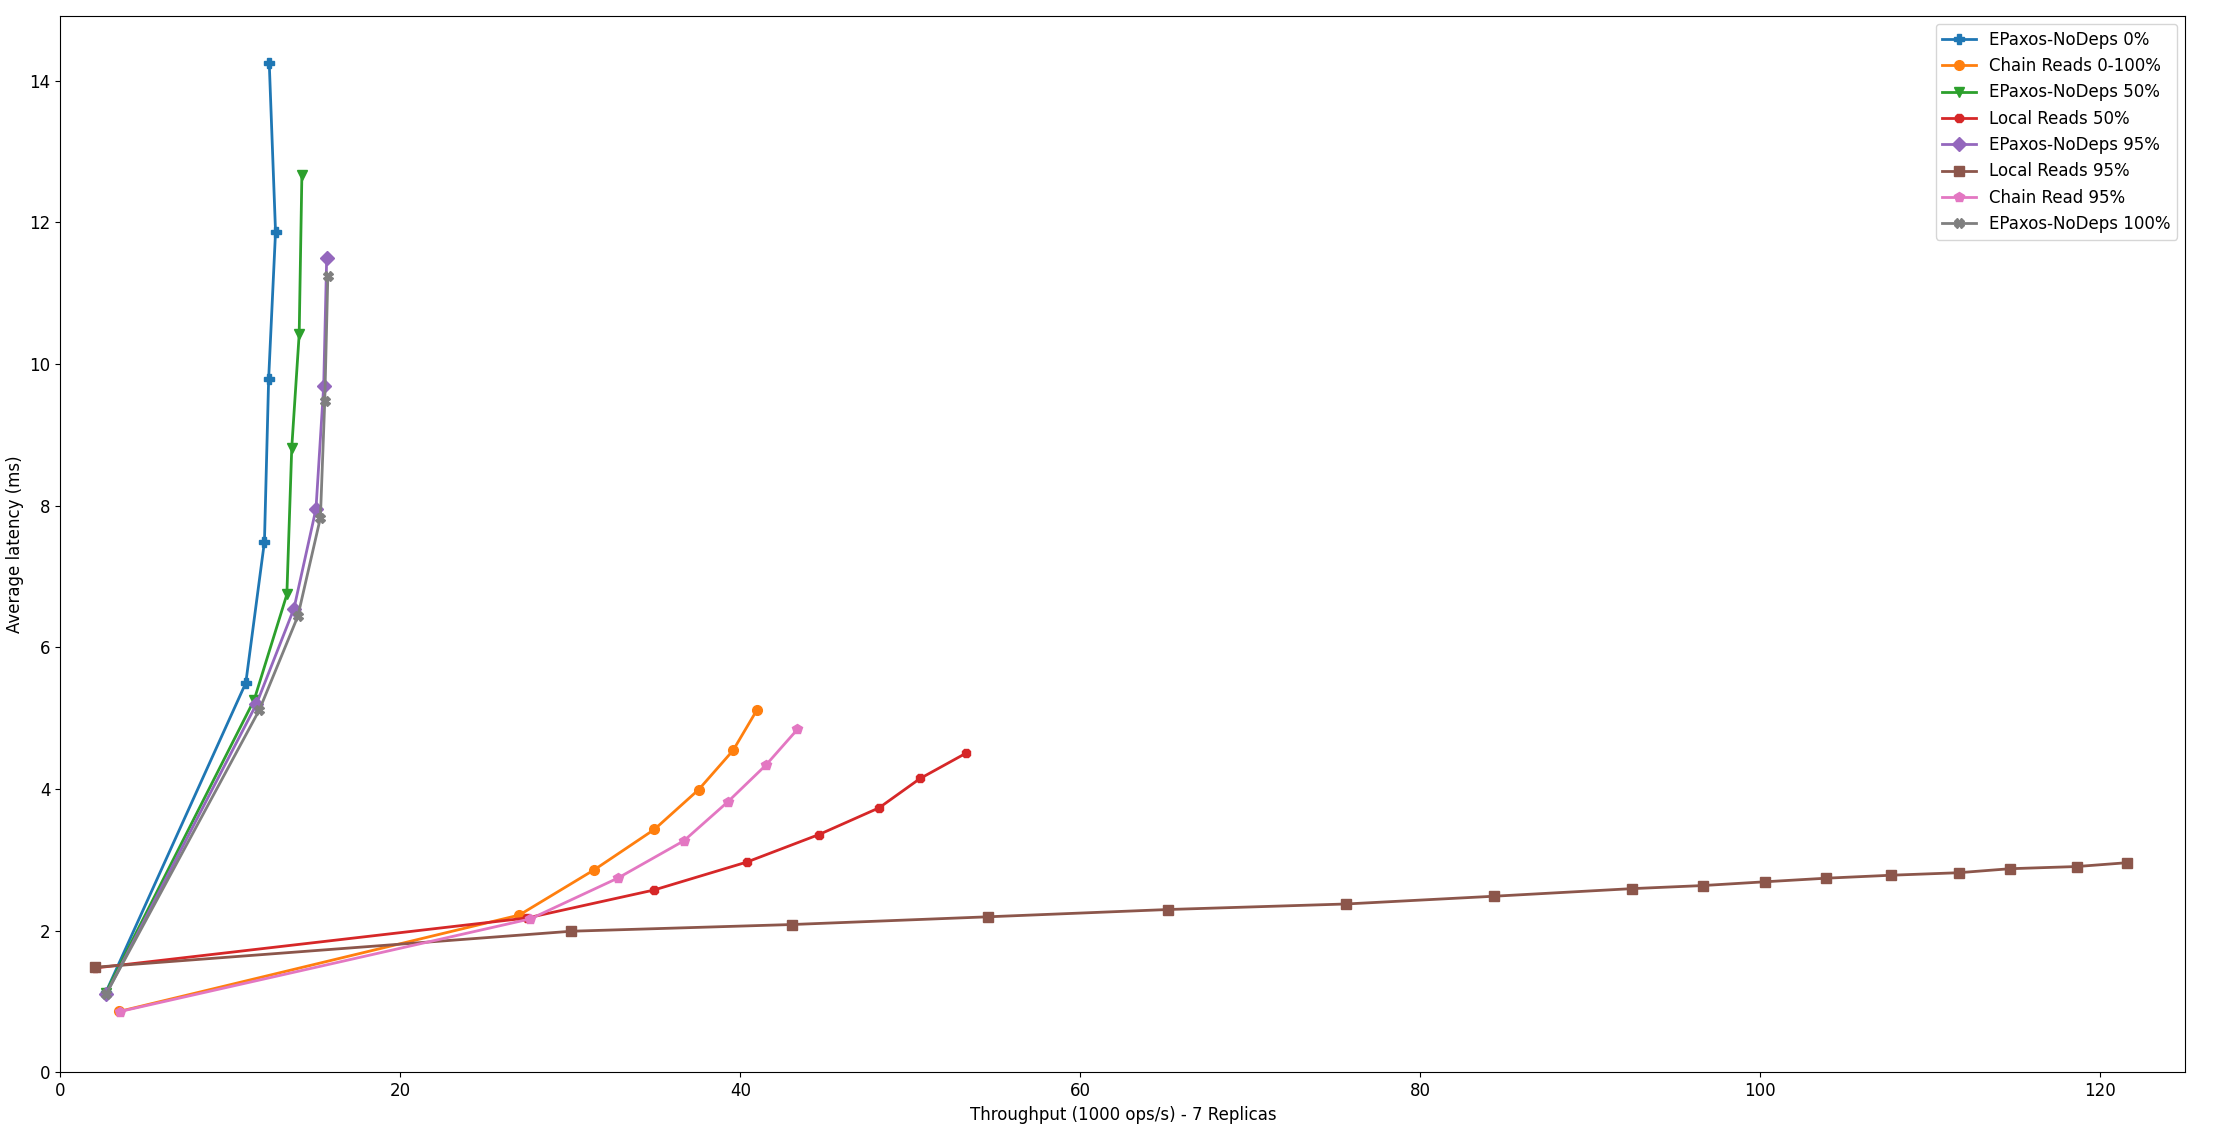 14
12
10
8
6
4
2
0
Average latency (ms)
EPaxos-NoDeps 0%
Chain Reads 0-100%
EPaxos-NoDeps 50%
Local Reads 50%
EPaxos-NoDeps 95%
Local Reads 95%
Chain Read 95%
EPaxos-NoDeps 100%
0 20 40 60 80 100 120
Throughput (1000 ops/s) - 7 Replicas